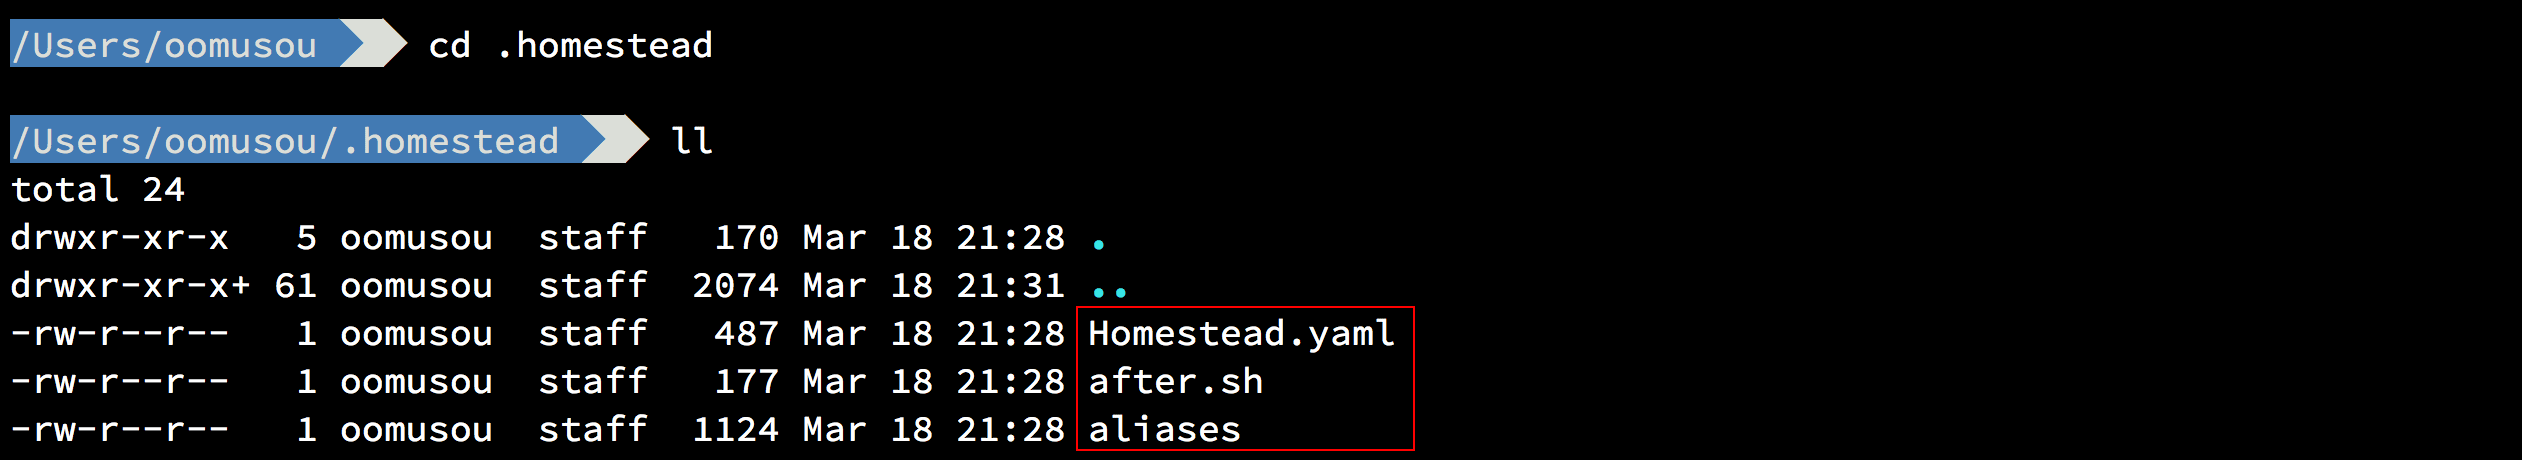 /Users/oomusou cd .homestead
/Users/oomusou/.homestead ll
total 24
drwxr-xr-x   5 oomusou  staff   170 Mar 18 21:28 .
drwxr-xr-x+ 61 oomusou  staff  2074 Mar 18 21:31 ..
-rw-r--r--   1 oomusou  staff   487 Mar 18 21:28 Homestead.yaml
-rw-r--r--   1 oomusou  staff   177 Mar 18 21:28 after.sh
-rw-r--r--   1 oomusou  staff  1124 Mar 18 21:28 aliases